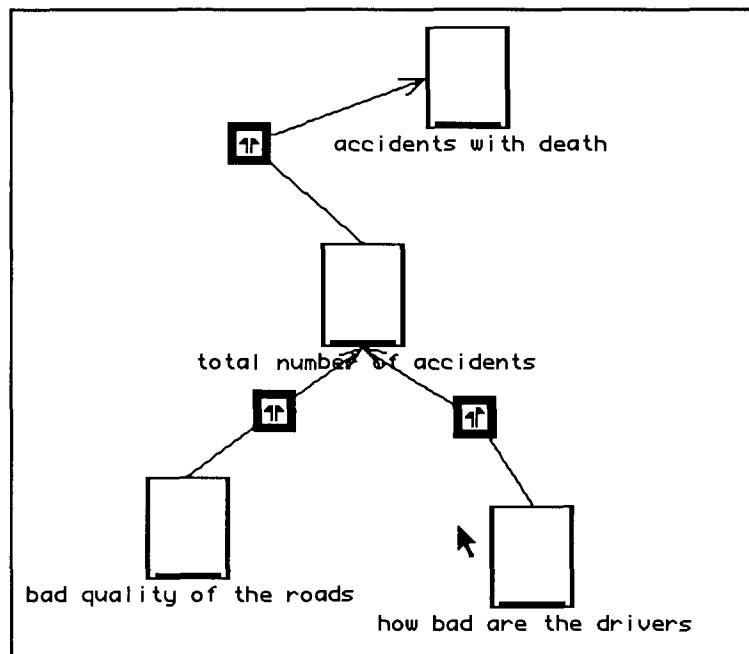 accidents with death
total number of accidents
bad quality of the roads
how bad are the drivers